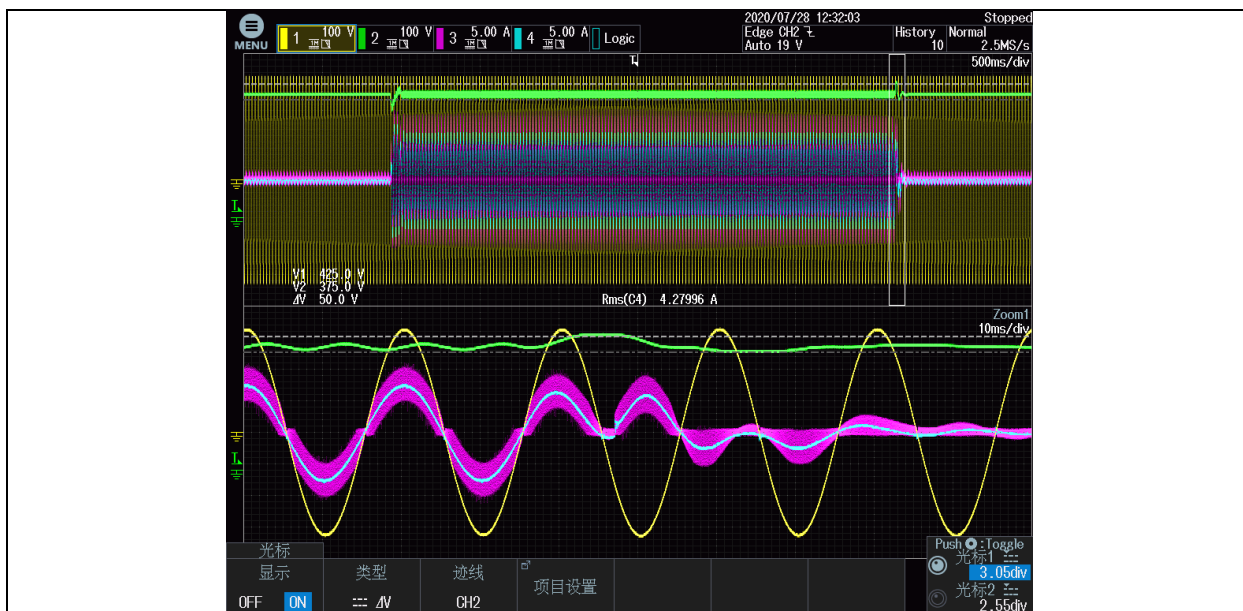 2020/07/28 12:32:03 Stopped
MENU 1 100 V 2 100 V 3 5.00 A 4 5.00 A Logic Edge CH2 History Normal
Auto 19 V 10 2.5MS/s
500ms/div
V1 425.0 V
V2 375.0 V
ΔV 50.0 V Rms(C4) 4.27996 A
Zoom1
10ms/div
光标 Push :Toggle
显示 类型 迹线 项目设置 光标1
3.05div
OFF ON ΔV CH2 光标2
2.55div